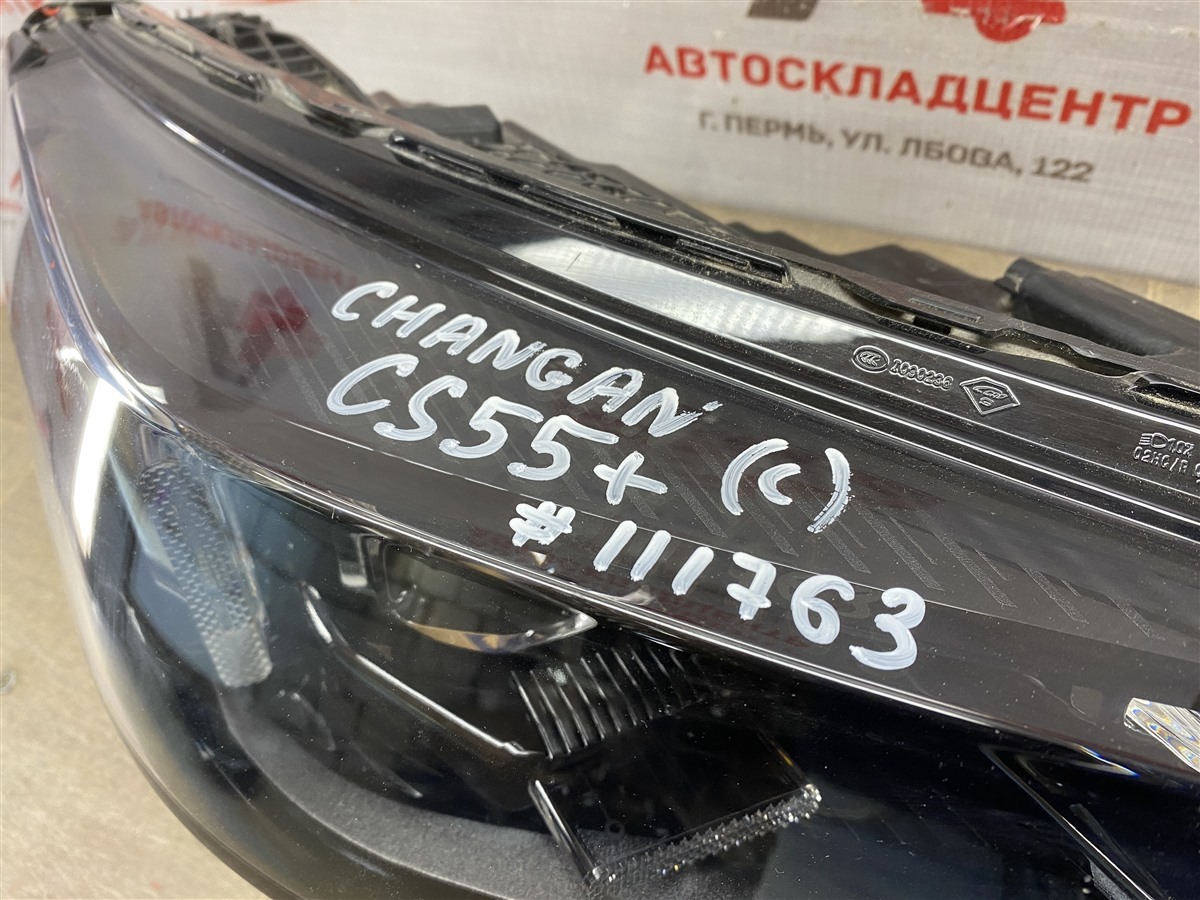 АВТОСКЛАДЦЕНТР
Г. ПЕРМЬ, УЛ. ЛБОВА, 122
CHANGAN
CS55+ (C)
#111763